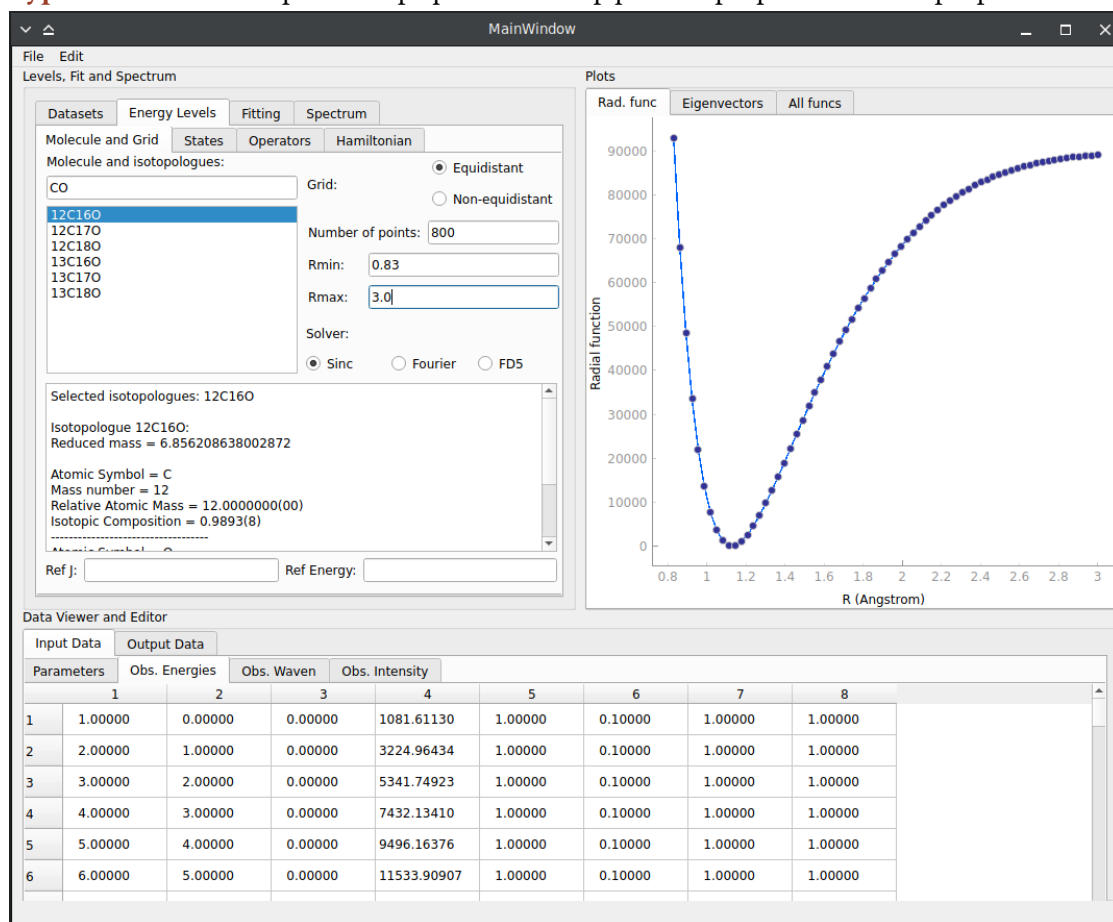 MainWindow
File Edit
Levels, Fit and Spectrum
Datasets Energy Levels Fitting Spectrum
Molecule and Grid States Operators Hamiltonian
Molecule and isotopologues:
CO
12C16O
12C17O
12C18O
13C16O
13C17O
13C18O
Grid:
Equidistant
Non-equidistant
Number of points: 800
Rmin: 0.83
Rmax: 3.0
Solver:
Sinc Fourier FD5
Selected isotopologues: 12C16O
Isotopologue 12C16O:
Reduced mass = 6.856208638002872
Atomic Symbol = C
Mass number = 12
Relative Atomic Mass = 12.0000000(00)
Isotopic Composition = 0.9893(8)
-----------------------------------
Ref J: Ref Energy:
Plots
Rad. func Eigenvectors All funcs
90000
80000
70000
60000
50000
40000
30000
20000
10000
0
Radial function
0.8 1 1.2 1.4 1.6 1.8 2 2.2 2.4 2.6 2.8 3
R (Angstrom)
Data Viewer and Editor
Input Data Output Data
Parameters Obs. Energies Obs. Waven Obs. Intensity
1 2 3 4 5 6 7 8
1 1.00000 0.00000 0.00000 1081.61130 1.00000 0.10000 1.00000 1.00000
2 2.00000 1.00000 0.00000 3224.96434 1.00000 0.10000 1.00000 1.00000
3 3.00000 2.00000 0.00000 5341.74923 1.00000 0.10000 1.00000 1.00000
4 4.00000 3.00000 0.00000 7432.13410 1.00000 0.10000 1.00000 1.00000
5 5.00000 4.00000 0.00000 9496.16376 1.00000 0.10000 1.00000 1.00000
6 6.00000 5.00000 0.00000 11533.90907 1.00000 0.10000 1.00000 1.00000